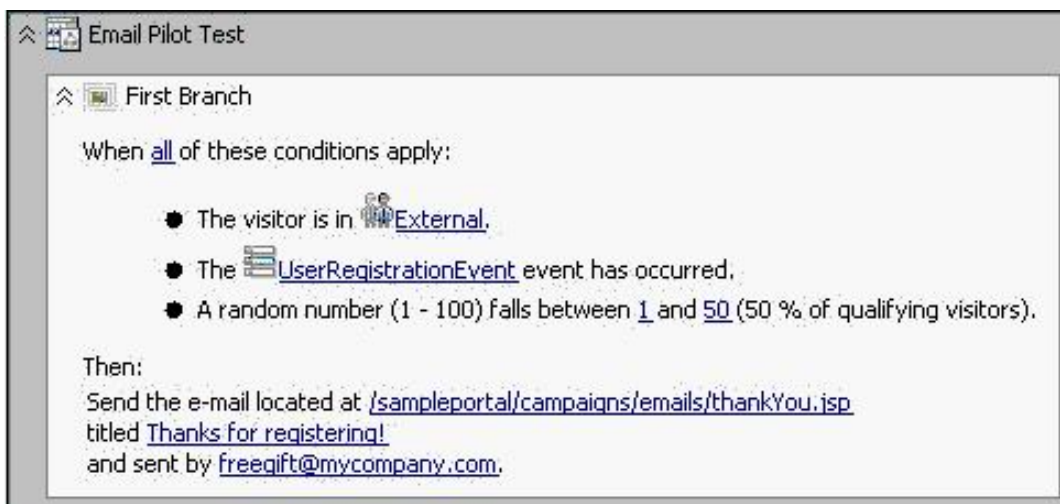 Email Pilot Test
First Branch
When all of these conditions apply:
The visitor is in External.
The UserRegistrationEvent event has occurred.
A random number (1 - 100) falls between 1 and 50 (50 % of qualifying visitors).
Then:
Send the e-mail located at /sampleportal/campaigns/emails/thankYou.jsp
titled Thanks for registering!
and sent by freegift@mycompany.com.